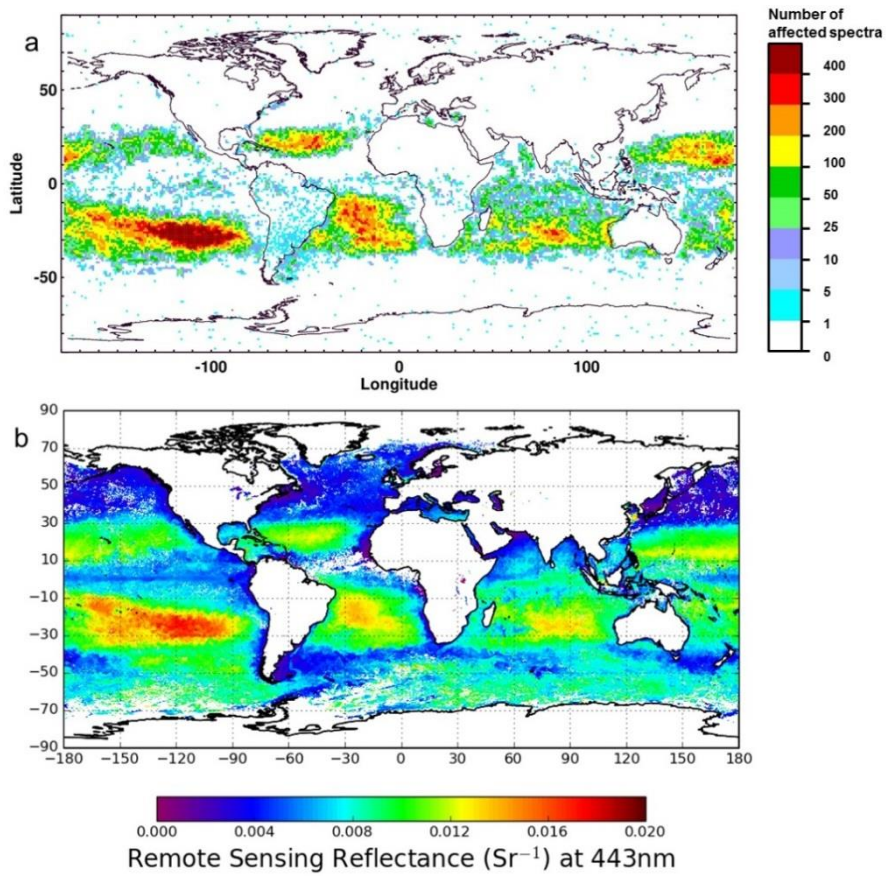 a
Number of
affected spectra
400
300
200
100
50
25
10
5
1
0
50
0
-50
Latitude
-100 0 100
Longitude
b
90
70
50
30
10
−10
−30
−50
−70
−90
−180 −150 −120 −90 −60 −30 0 30 60 90 120 150 180
0.000 0.004 0.008 0.012 0.016 0.020
Remote Sensing Reflectance (Sr⁻¹) at 443nm